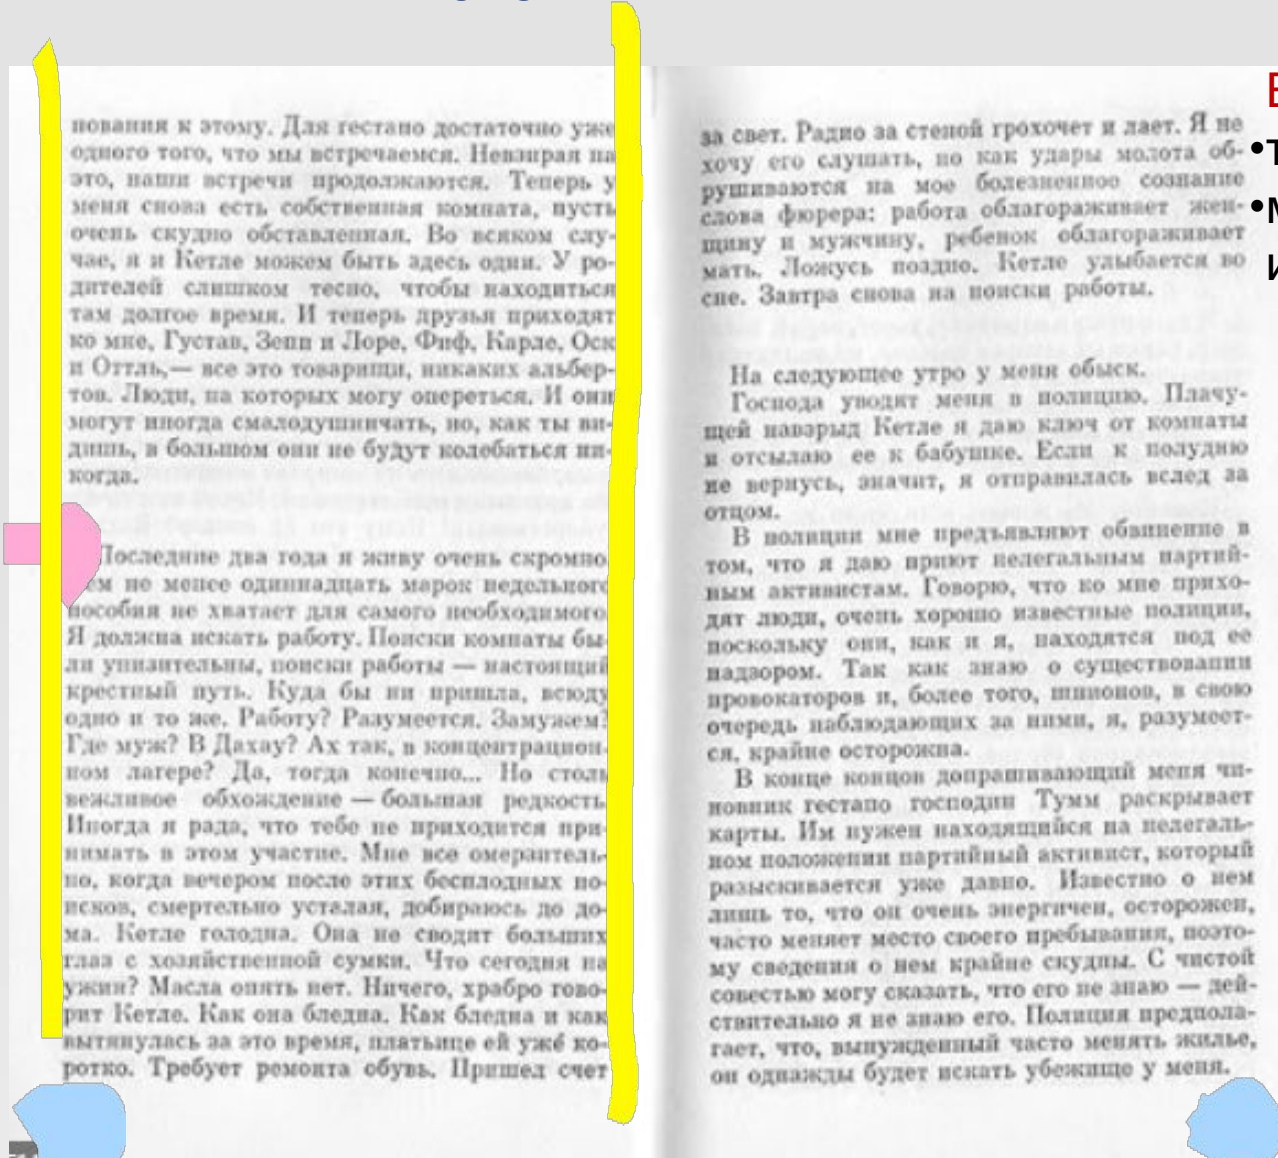 нования к этому. Для гестапо достаточно уже
одного того, что мы встречаемся. Невзирая на
это, наши встречи продолжаются. Теперь у
меня снова есть собственная комната, пусть
очень скудно обставленная. Во всяком слу-
чае, я и Кетле можем быть здесь одни. У ро-
дителей слишком тесно, чтобы находиться
там долгое время. И теперь друзья приходят
ко мне, Густав, Зепп и Лоре, Фиф, Карле, Оск
и Оттль,— все это товарищи, никаких альбер-
тов. Люди, на которых могу опереться. И они
могут иногда смалодушничать, но, как ты ви-
дишь, в большом они не будут колебаться ни-
когда.
Последние два года я живу очень скромно.
ем не менее одиннадцать марок недельного
пособия не хватает для самого необходимого.
Я должна искать работу. Поиски комнаты бы-
ли унизительны, поиски работы — настоящий
крестный путь. Куда бы ни пришла, всюду
одно и то же. Работу? Разумеется. Замужем?
Где муж? В Дахау? Ах так, в концентрацион-
ном лагере? Да, тогда конечно... Но столь
вежливое обхождение — большая редкость.
Иногда я рада, что тебе не приходится при-
нимать в этом участие. Мне все омерзитель-
но, когда вечером после этих бесплодных по-
исков, смертельно усталая, добираюсь до до-
ма. Кетле голодна. Она не сводит больших
глаз с хозяйственной сумки. Что сегодня на
ужин? Масла опять нет. Ничего, храбро гово-
рит Кетле. Как она бледна. Как бледна и как
вытянулась за это время, платьице ей уже ко-
ротко. Требует ремонта обувь. Пришел счет
за свет. Радио за стеной грохочет и лает. Я не
хочу его слушать, но как удары молота об-
рушиваются на мое болезненное сознание
слова фюрера: работа облагораживает жен-
щину и мужчину, ребенок облагораживает
мать. Ложусь поздно. Кетле улыбается во
сне. Завтра снова на поиски работы.
На следующее утро у меня обыск.
Господа уводят меня в полицию. Плачу-
щей навзрыд Кетле я даю ключ от комнаты
и отсылаю ее к бабушке. Если к полудню
не вернусь, значит, я отправилась вслед за
отцом.
В полиции мне предъявляют обвинение в
том, что я даю приют нелегальным партий-
ным активистам. Говорю, что ко мне прихо-
дят люди, очень хорошо известные полиции,
поскольку они, как и я, находятся под ее
надзором. Так как знаю о существовании
провокаторов и, более того, шпионов, в свою
очередь наблюдающих за ними, я, разумеет-
ся, крайне осторожна.
В конце концов допрашивающий меня чи-
новник гестапо господин Тумм раскрывает
карты. Им нужен находящийся на нелегаль-
ном положении партийный активист, который
разыскивается уже давно. Известно о нем
лишь то, что он очень энергичен, осторожен,
часто меняет место своего пребывания, поэто-
му сведения о нем крайне скудны. С чистой
совестью могу сказать, что его не знаю — дей-
ствительно я не знаю его. Полиция предпола-
гает, что, вынужденный часто менять жилье,
он однажды будет искать убежище у меня.